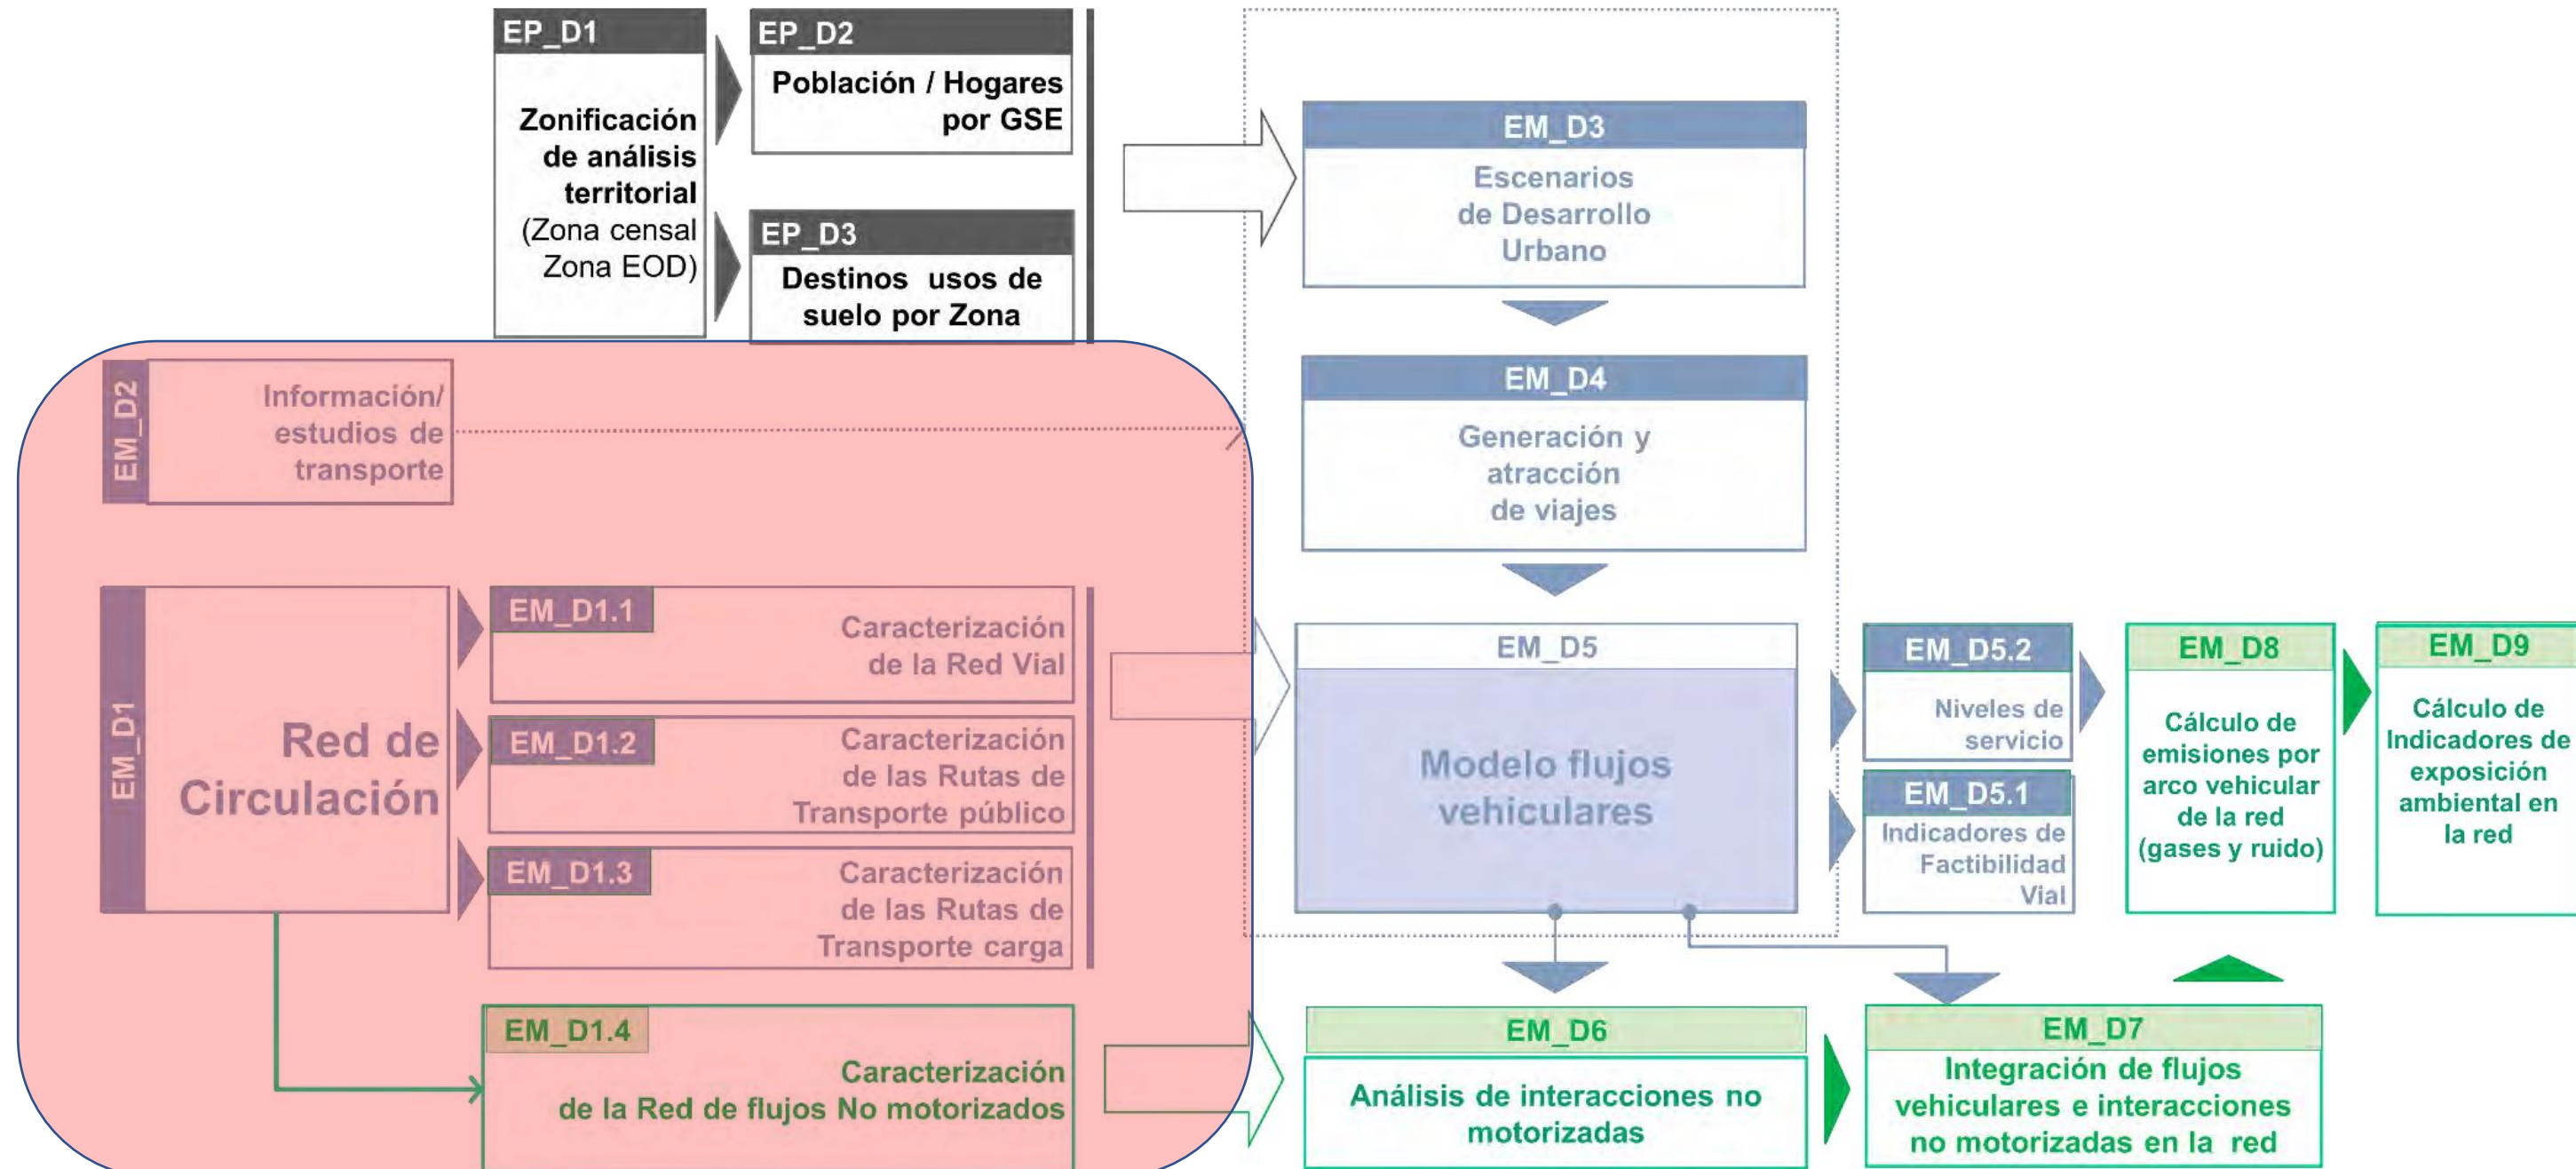 EP_D1
Zonificación
de análisis
territorial
(Zona censal
Zona EOD)
EP_D2
Población / Hogares
por GSE
EP_D3
Destinos usos de
suelo por Zona
EM_D2
Información/
estudios de
transporte
EM_D1
Red de
Circulación
EM_D1.1
Caracterización
de la Red Vial
EM_D1.2
Caracterización
de las Rutas de
Transporte público
EM_D1.3
Caracterización
de las Rutas de
Transporte carga
EM_D1.4
Caracterización
de la Red de flujos No motorizados
EM_D3
Escenarios
de Desarrollo
Urbano
EM_D4
Generación y
atracción
de viajes
EM_D5
Modelo flujos
vehiculares
EM_D5.2
Niveles de
servicio
EM_D5.1
Indicadores de
Factibilidad
Vial
EM_D8
Cálculo de
emisiones por
arco vehicular
de la red
(gases y ruido)
EM_D9
Cálculo de
Indicadores de
exposición
ambiental en
la red
EM_D6
Análisis de interacciones no
motorizadas
EM_D7
Integración de flujos
vehiculares e interacciones
no motorizadas en la red